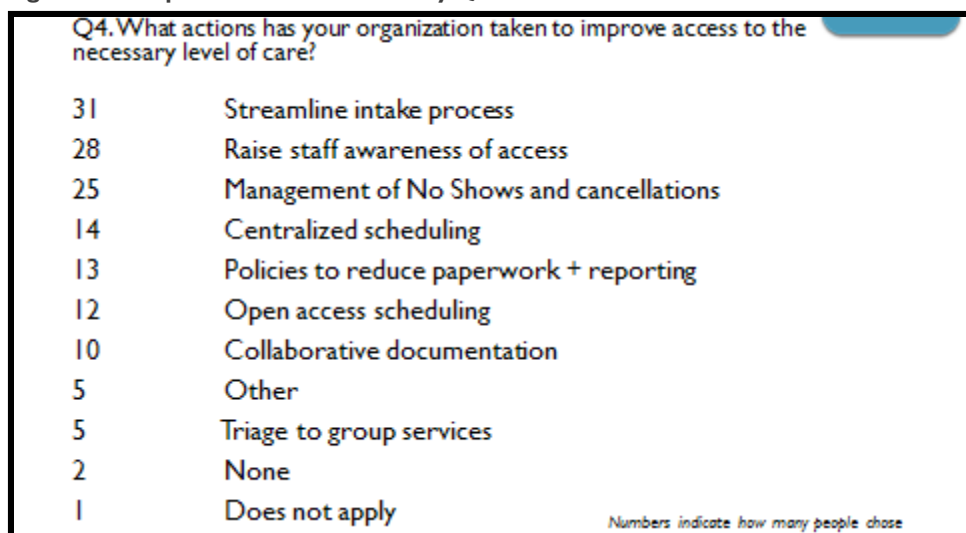 Q4. What actions has your organization taken to improve access to the
necessary level of care?
31 Streamline intake process
28 Raise staff awareness of access
25 Management of No Shows and cancellations
14 Centralized scheduling
13 Policies to reduce paperwork + reporting
12 Open access scheduling
10 Collaborative documentation
5 Other
5 Triage to group services
2 None
1 Does not apply
Numbers indicate how many people chose